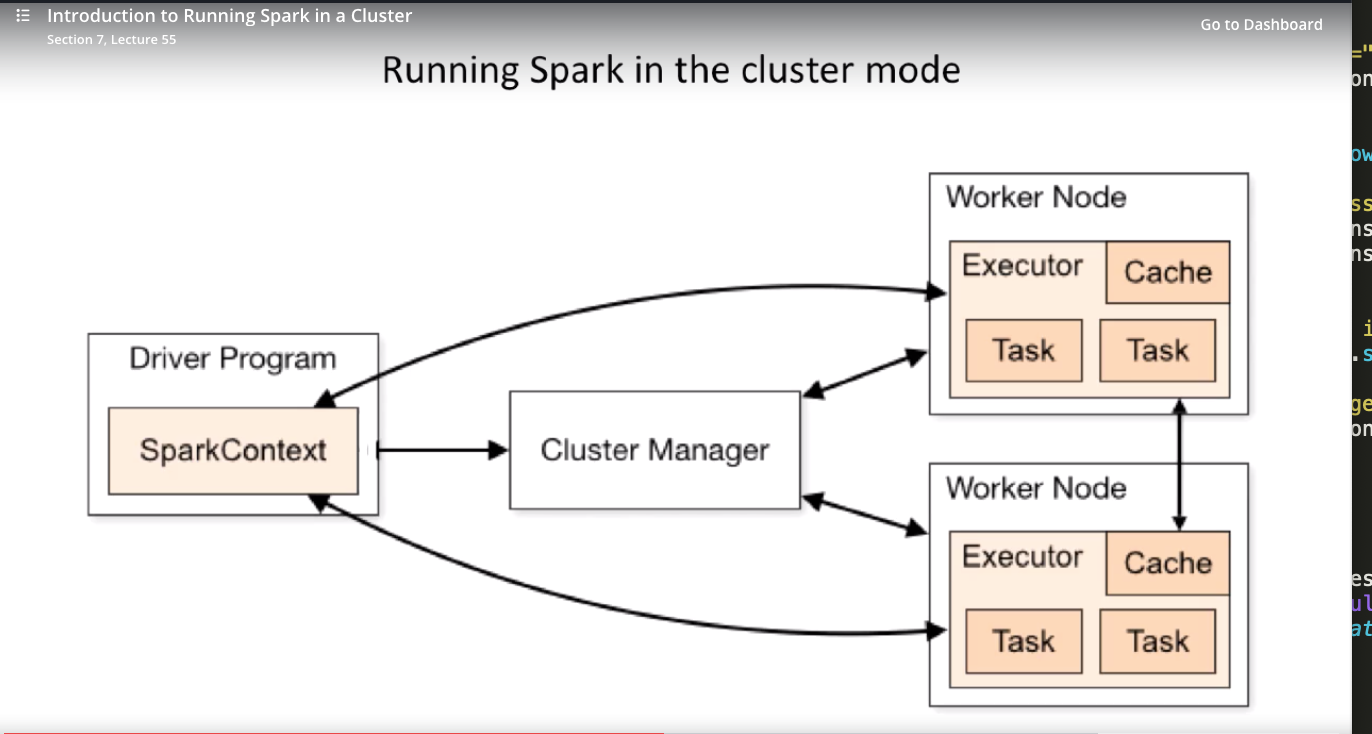 Introduction to Running Spark in a Cluster
Section 7, Lecture 55
Go to Dashboard
Running Spark in the cluster mode
Driver Program
SparkContext
Cluster Manager
Worker Node
Executor
Cache
Task
Task
Worker Node
Executor
Cache
Task
Task